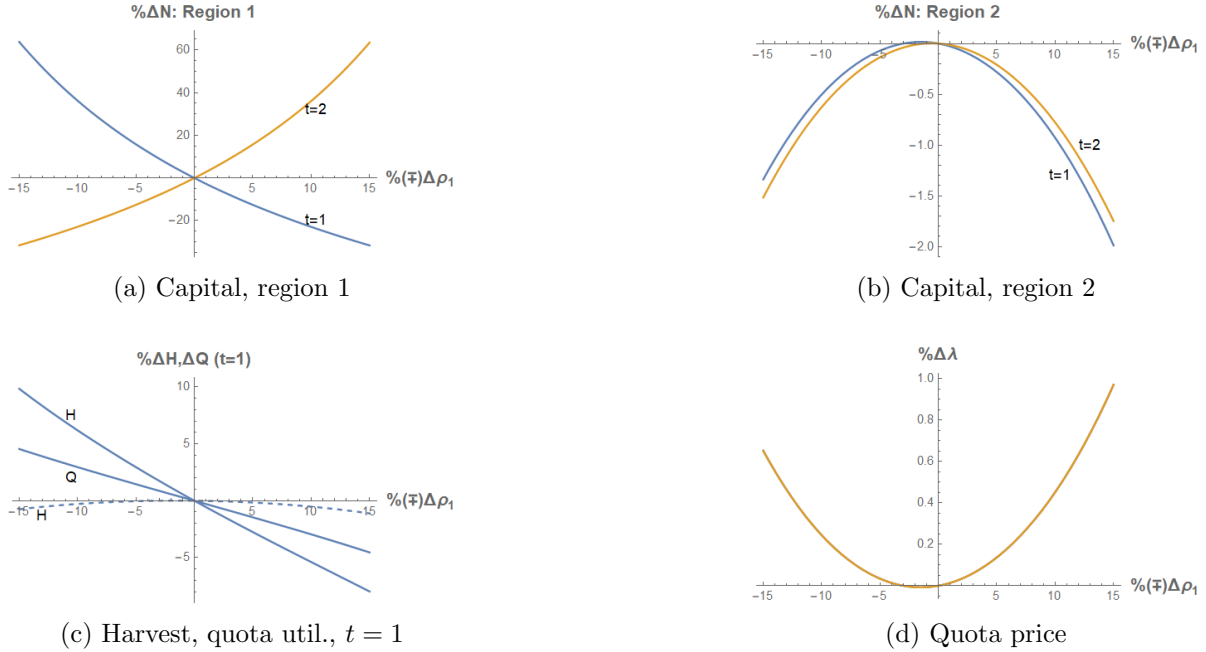 %ΔN: Region 1
60
40
20
−20
−15
−10
−5
5
10
15
t=2
t=1
%(∓)Δρ₁
(a) Capital, region 1
%ΔN: Region 2
−15
−10
−5
5
10
15
%(∓)Δρ₁
−0.5
−1.0
−1.5
−2.0
t=2
t=1
(b) Capital, region 2
%ΔH,ΔQ (t=1)
10
5
−5
H
Q
H
−15
−10
−5
5
10
15
%(∓)Δρ₁
(c) Harvest, quota util., t = 1
%Δλ
1.0
0.8
0.6
0.4
0.2
−15
−10
−5
5
10
15
%(∓)Δρ₁
(d) Quota price